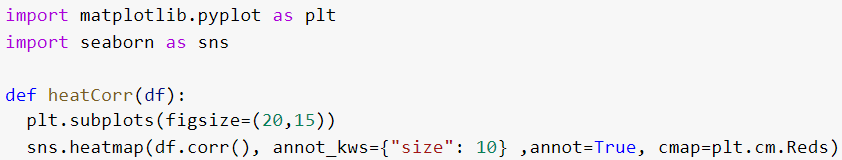 import matplotlib.pyplot as plt
import seaborn as sns

def heatCorr(df):
  plt.subplots(figsize=(20,15))
  sns.heatmap(df.corr(), annot_kws={"size": 10} ,annot=True, cmap=plt.cm.Reds)